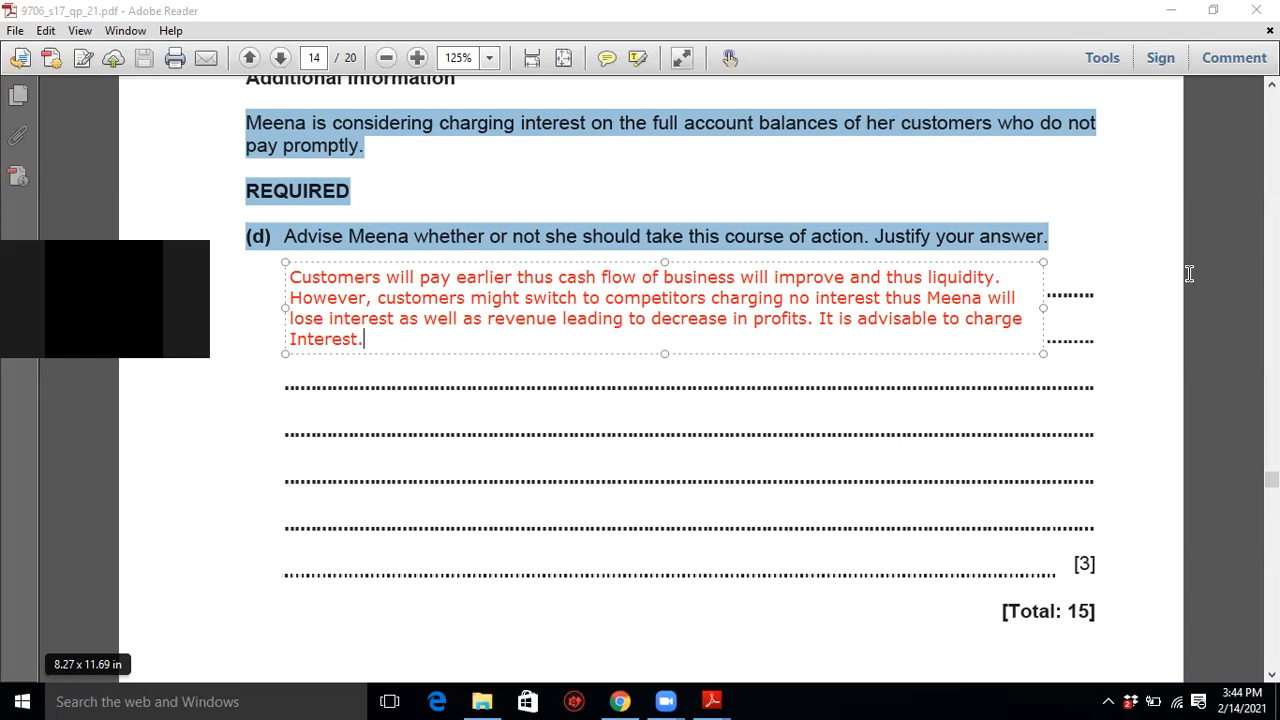 9706_s17_qp_21.pdf - Adobe Reader
File Edit View Window Help
14 / 20 125% Tools Sign Comment
Additional information
Meena is considering charging interest on the full account balances of her customers who do not
pay promptly.
REQUIRED
(d) Advise Meena whether or not she should take this course of action. Justify your answer.
Customers will pay earlier thus cash flow of business will improve and thus liquidity.
However, customers might switch to competitors charging no interest thus Meena will
lose interest as well as revenue leading to decrease in profits. It is advisable to charge
Interest.
[3]
[Total: 15]
8.27 x 11.69 in
Search the web and Windows
3:44 PM
2/14/2021